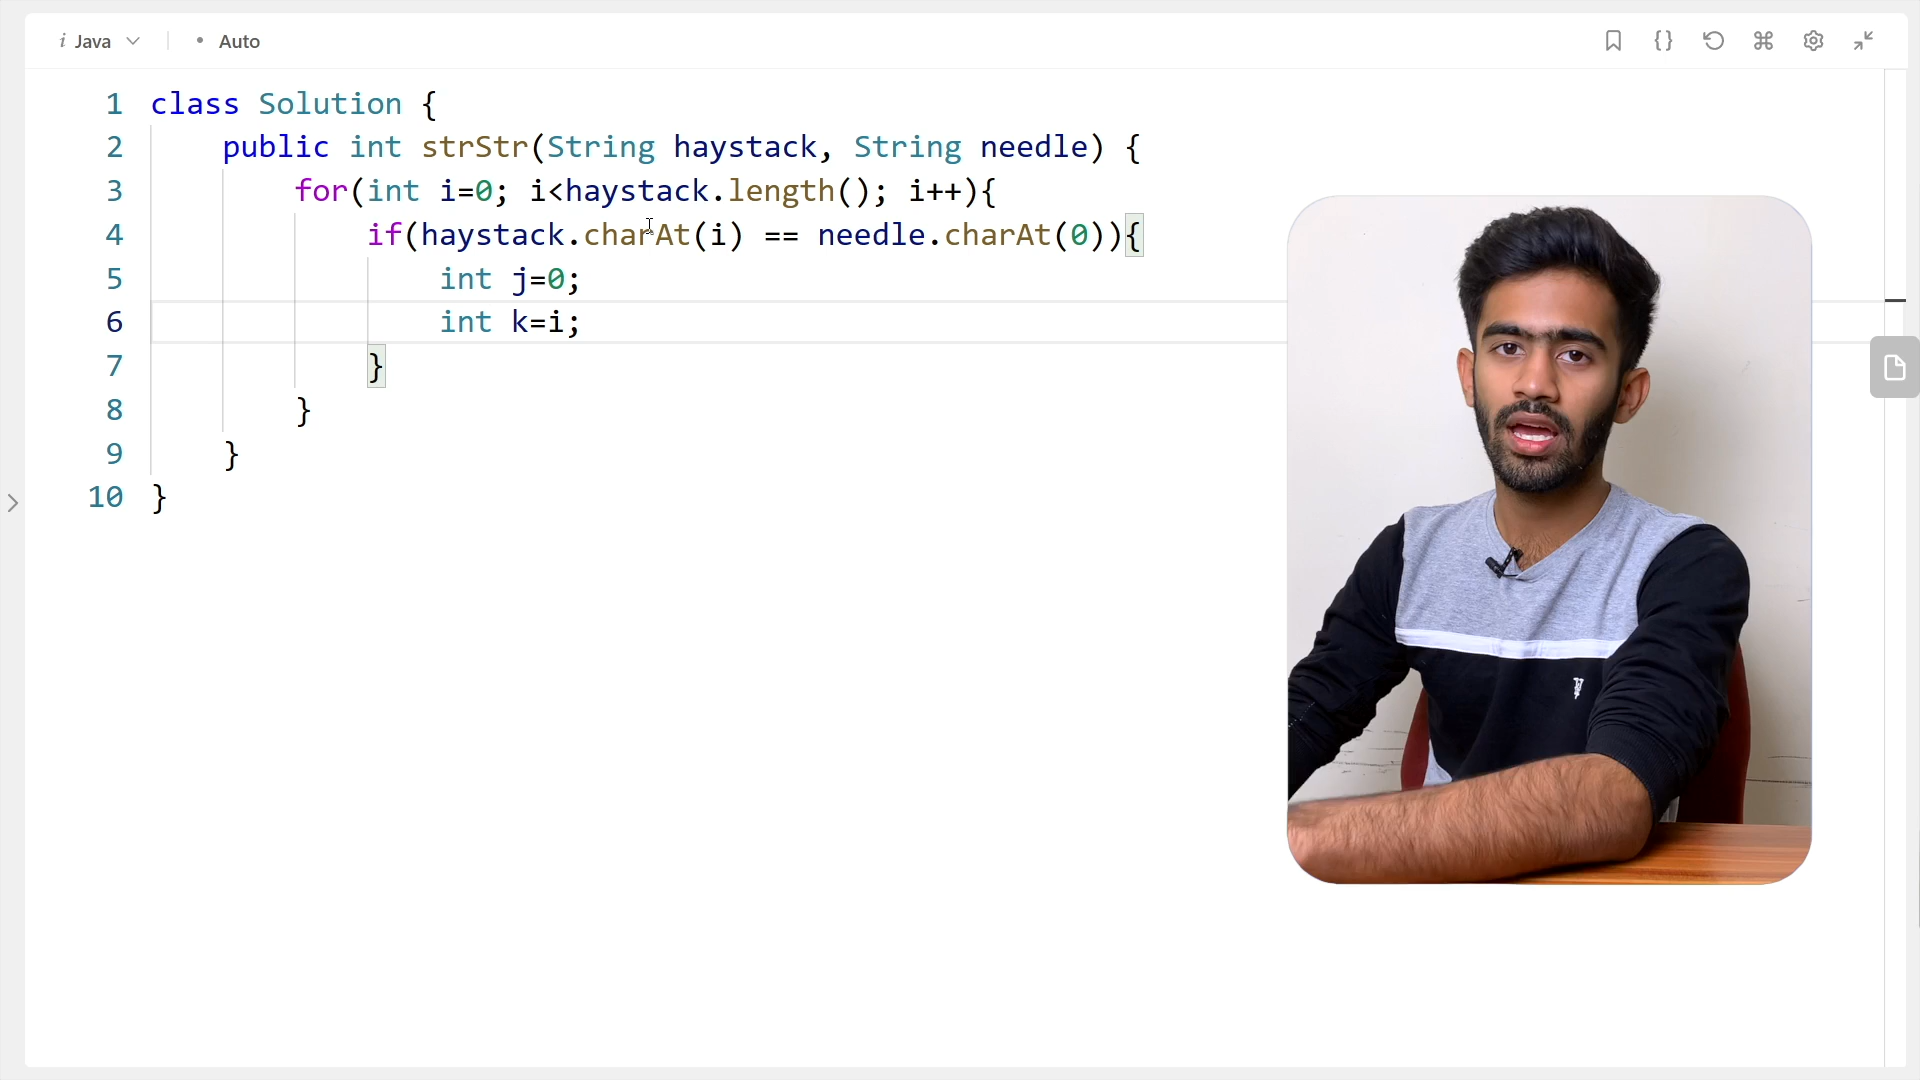 i Java Auto
1 class Solution {
2 public int strStr(String haystack, String needle) {
3 for(int i=0; i<haystack.length(); i++){
4 if(haystack.charAt(i) == needle.charAt(0)){
5 int j=0;
6 int k=i;
7 }
8 }
9 }
10 }